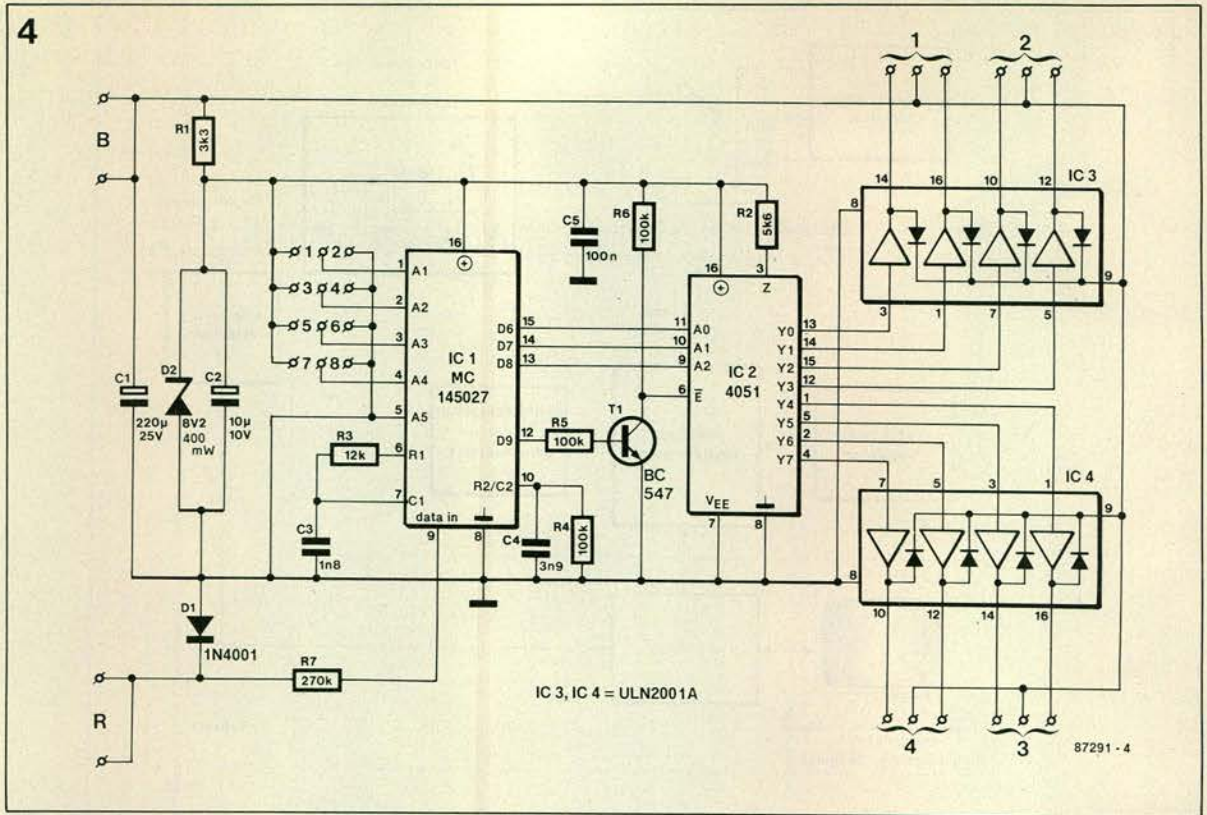 4
1 2
B
R1
3k3
IC 3
14 16 10 12
8
9
3 1 7 5
C5
100n
R6
100k
R2
5k6
16
16
3
Z
1 2
3 4
5 6
7 8
1 A1
2 A2
3 A3
4 A4
5 A5
6 R1
7 C1
data in
9
8
IC 1
MC
145027
D6 15
D7 14
D8 13
D9 12
R2/C2 10
11 A0
10 A1
9 A2
6 E̅
IC 2
4051
Y0 13
Y1 14
Y2 15
Y3 12
Y4 1
Y5 5
Y6 2
Y7 4
VEE
7
8
C1
220µ
25V
D2
8V2
400
mW
C2
10µ
10V
R3
12k
C3
1n8
R5
100k
T1
BC
547
C4
3n9
R4
100k
7 5 3 1
IC 4
9
8
10 12 14 16
D1
1N4001
R7
270k
R
IC 3, IC 4 = ULN2001A
4 3
87291 - 4